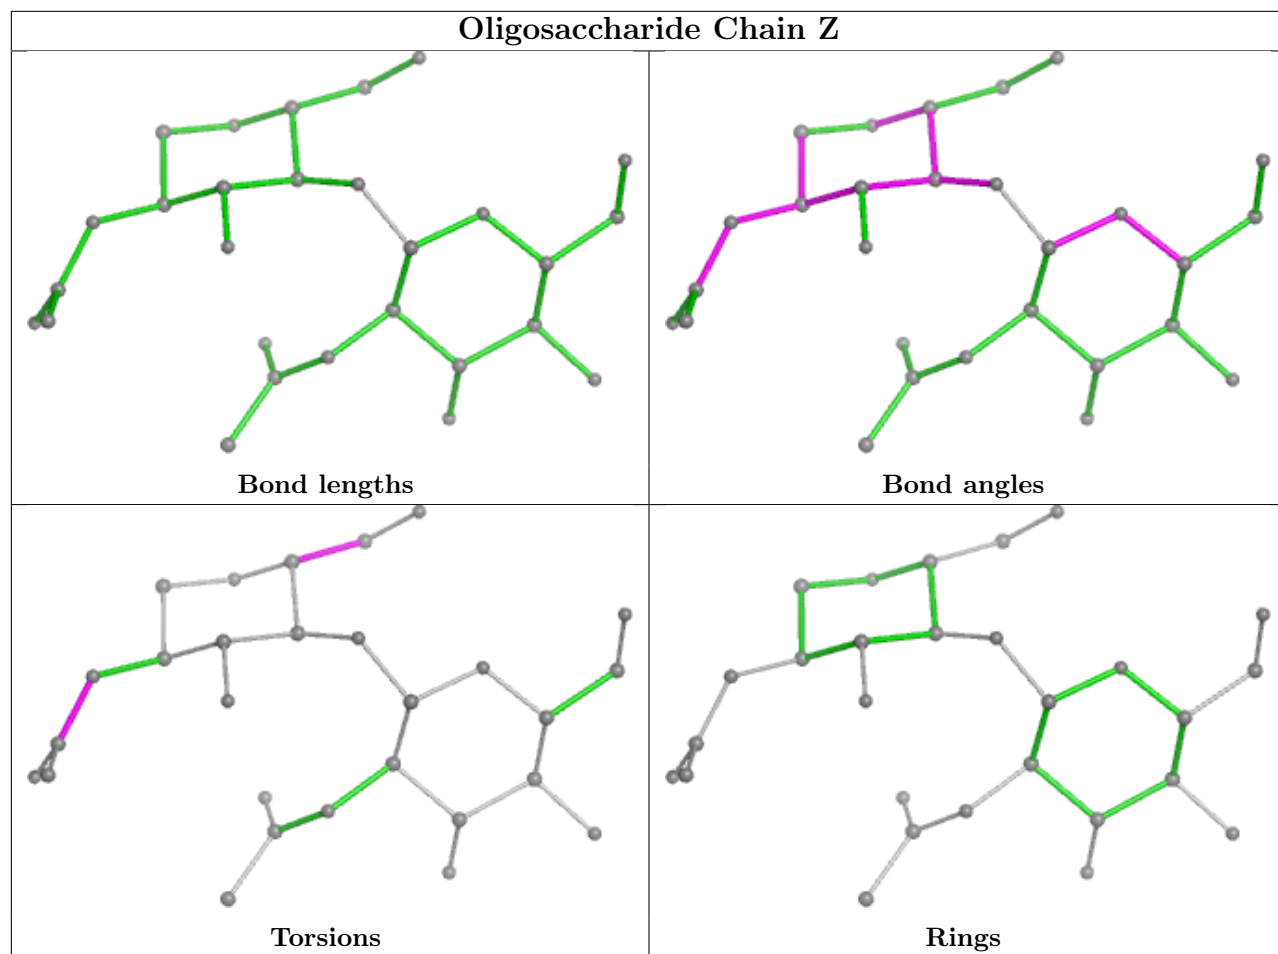 Oligosaccharide Chain Z
Bond lengths
Bond angles
Torsions
Rings